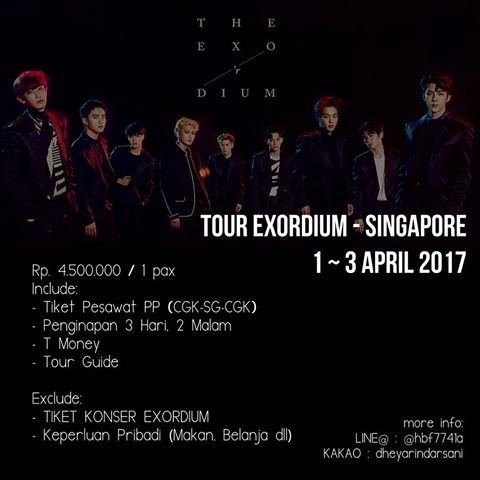 THE
EXO
'r
DIUM
TOUR EXORDIUM - SINGAPORE
1 ~ 3 APRIL 2017
Rp. 4.500.000 / 1 pax
Include:
- Tiket Pesawat PP (CGK-SG-CGK)
- Penginapan 3 Hari, 2 Malam
- T Money
- Tour Guide
Exclude:
- TIKET KONSER EXORDIUM
- Keperluan Pribadi (Makan, Belanja dll)
more info:
LINE@ : @hbf7741a
KAKAO : dheyarindarsani